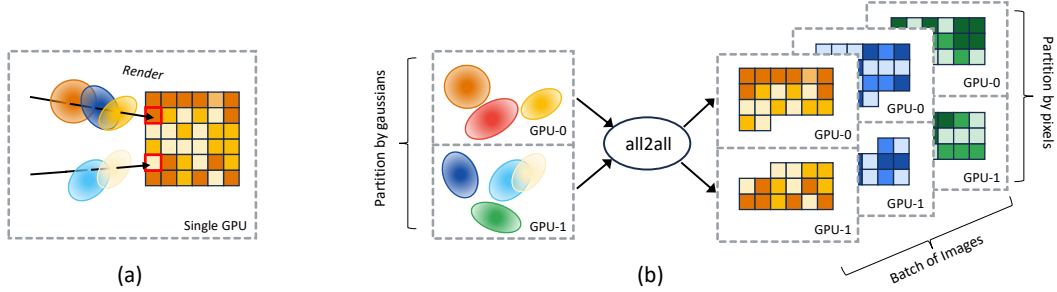 Render
Single GPU
(a)
Partition by gaussians
GPU-0
GPU-1
all2all
GPU-0
GPU-1
GPU-0
GPU-1
GPU-0
GPU-1
Partition by pixels
Batch of Images
(b)